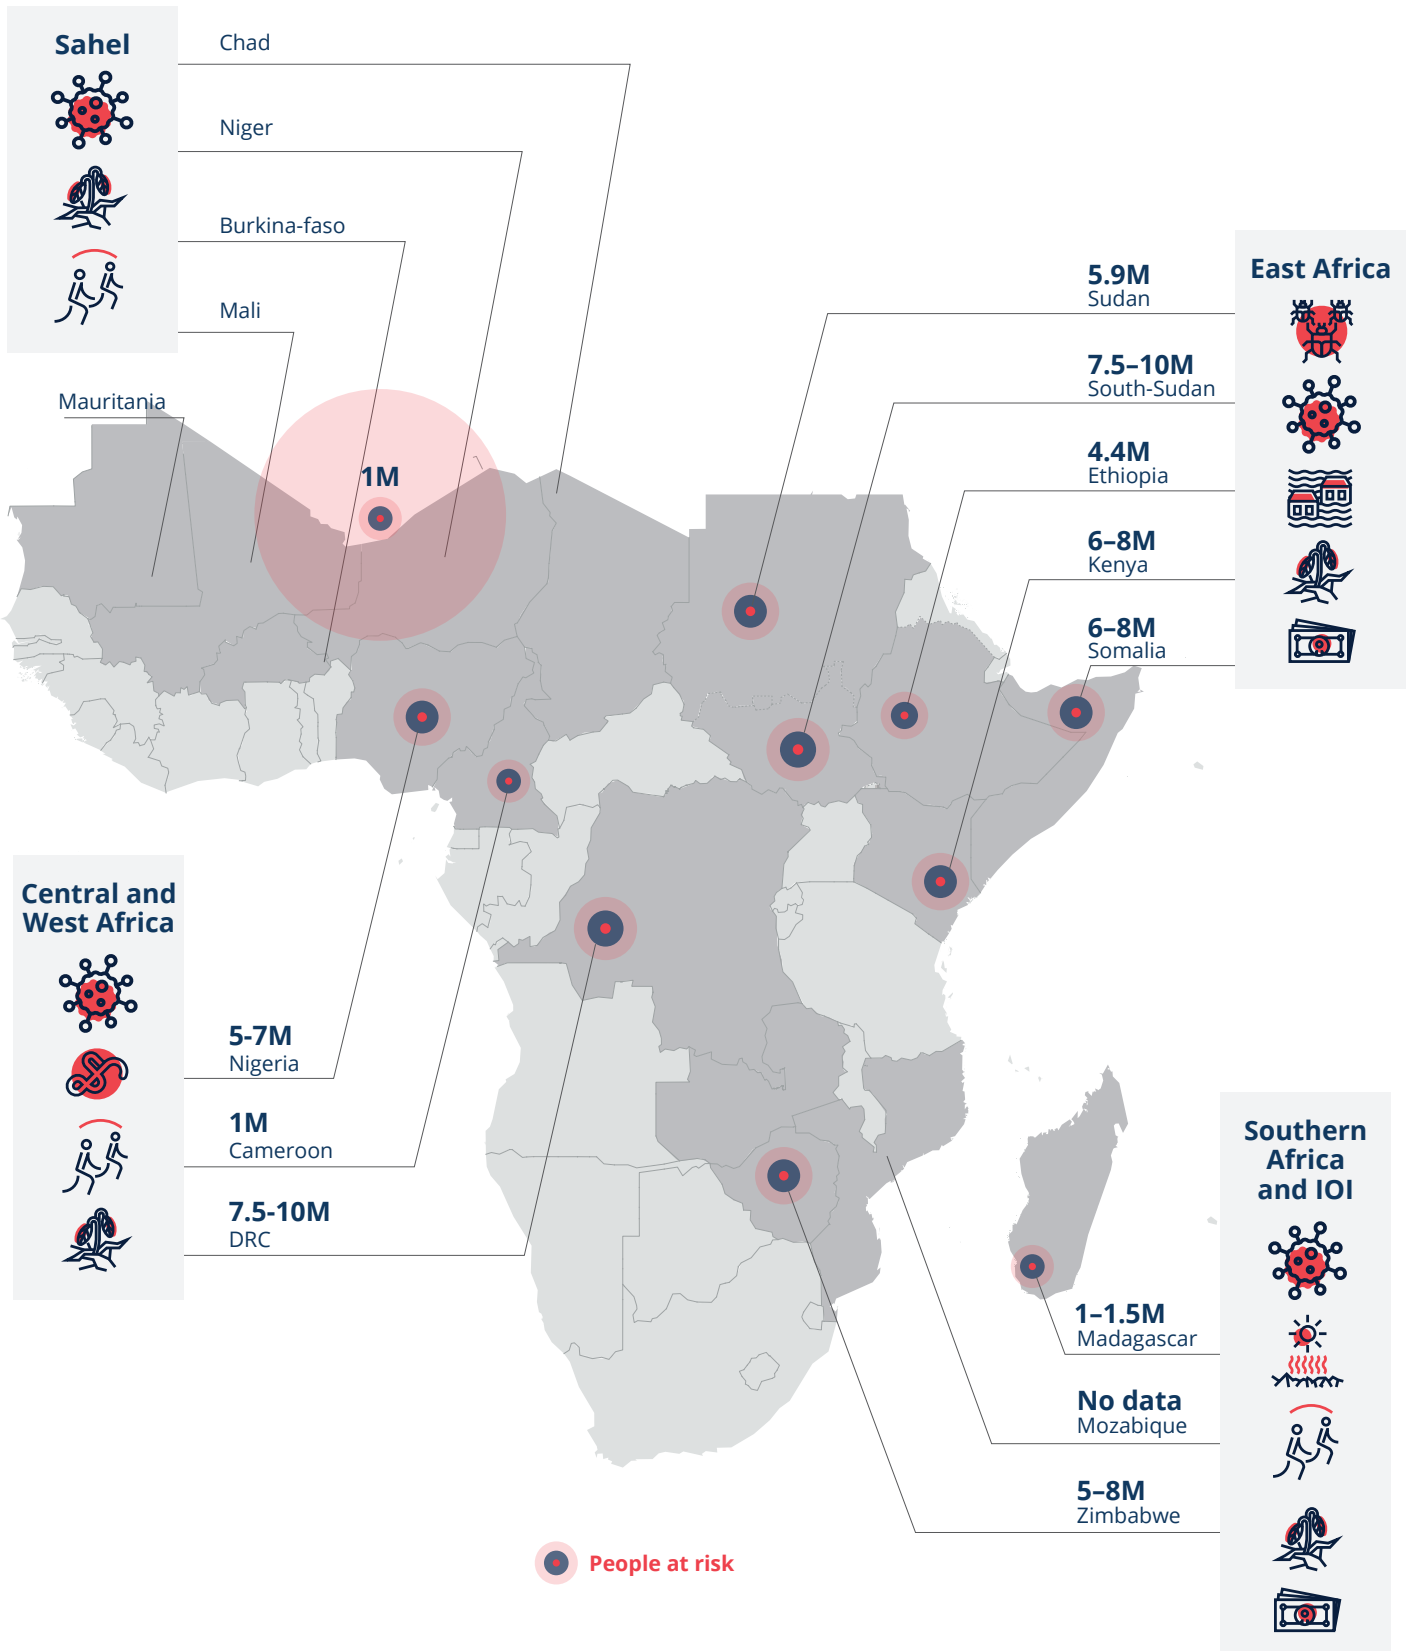 Sahel
Chad
Niger
Burkina-faso
Mali
Mauritania
1M
East Africa
5.9M
Sudan
7.5–10M
South-Sudan
4.4M
Ethiopia
6–8M
Kenya
6–8M
Somalia
Central and
West Africa
5-7M
Nigeria
1M
Cameroon
7.5-10M
DRC
Southern
Africa
and IOI
1–1.5M
Madagascar
No data
Mozabique
5–8M
Zimbabwe
People at risk